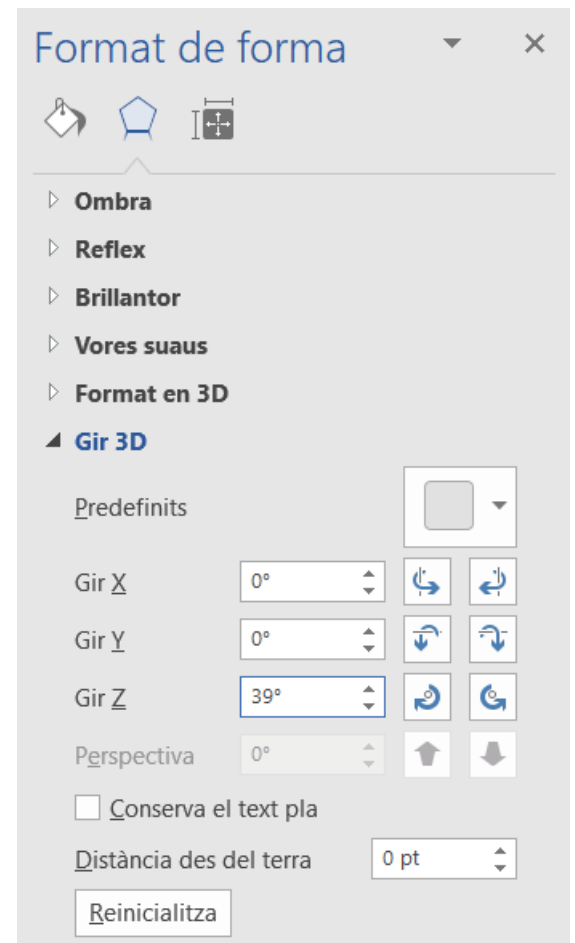 Format de forma
Ombra
Reflex
Brillantor
Vores suaus
Format en 3D
Gir 3D
Predefinits
Gir X 0°
Gir Y 0°
Gir Z 39°
Perspectiva 0°
Conserva el text pla
Distància des del terra 0 pt
Reinicialitza